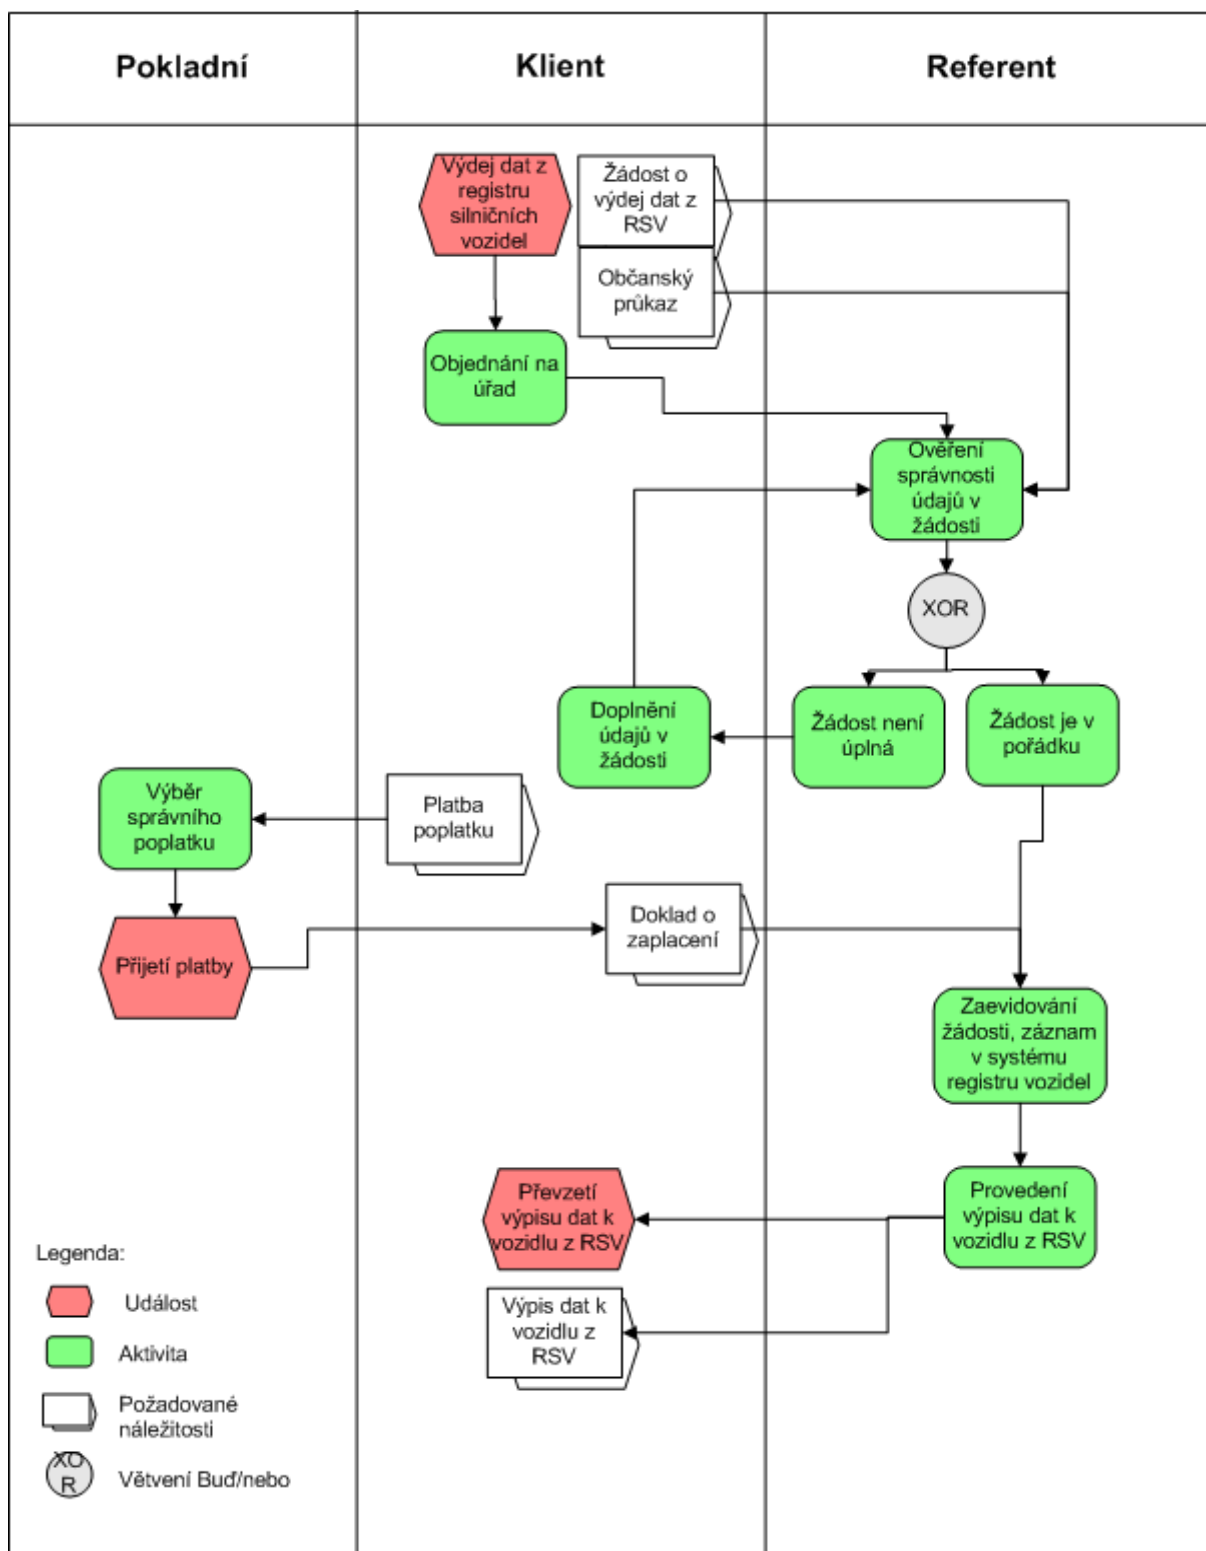 Pokladní
Klient
Referent
Výdej dat z
registru
silničních
vozidel
Žádost o
výdej dat z
RSV
Občanský
průkaz
Objednání na
úřad
Ověření
správnosti
údajů v
žádosti
XOR
Doplnění
údajů v
žádosti
Žádost není
úplná
Žádost je v
pořádku
Výběr
správního
poplatku
Platba
poplatku
Přijetí platby
Doklad o
zaplacení
Zaevidování
žádosti, záznam
v systému
registru vozidel
Převzetí
výpisu dat k
vozidlu z RSV
Provedení
výpisu dat k
vozidlu z RSV
Výpis dat k
vozidlu z
RSV
Legenda:
Událost
Aktivita
Požadované
náležitosti
XO
R
Větvení Buď/nebo